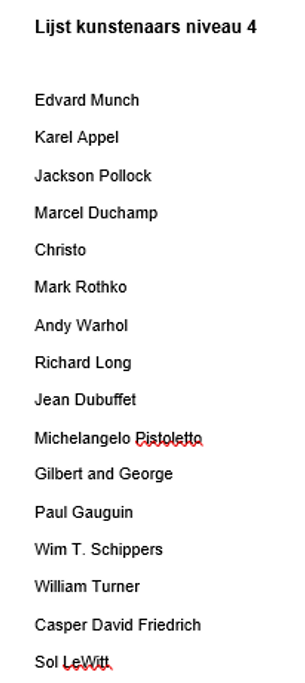 Lijst kunstenaars niveau 4
Edvard Munch
Karel Appel
Jackson Pollock
Marcel Duchamp
Christo
Mark Rothko
Andy Warhol
Richard Long
Jean Dubuffet
Michelangelo Pistoletto
Gilbert and George
Paul Gauguin
Wim T. Schippers
William Turner
Casper David Friedrich
Sol LeWitt